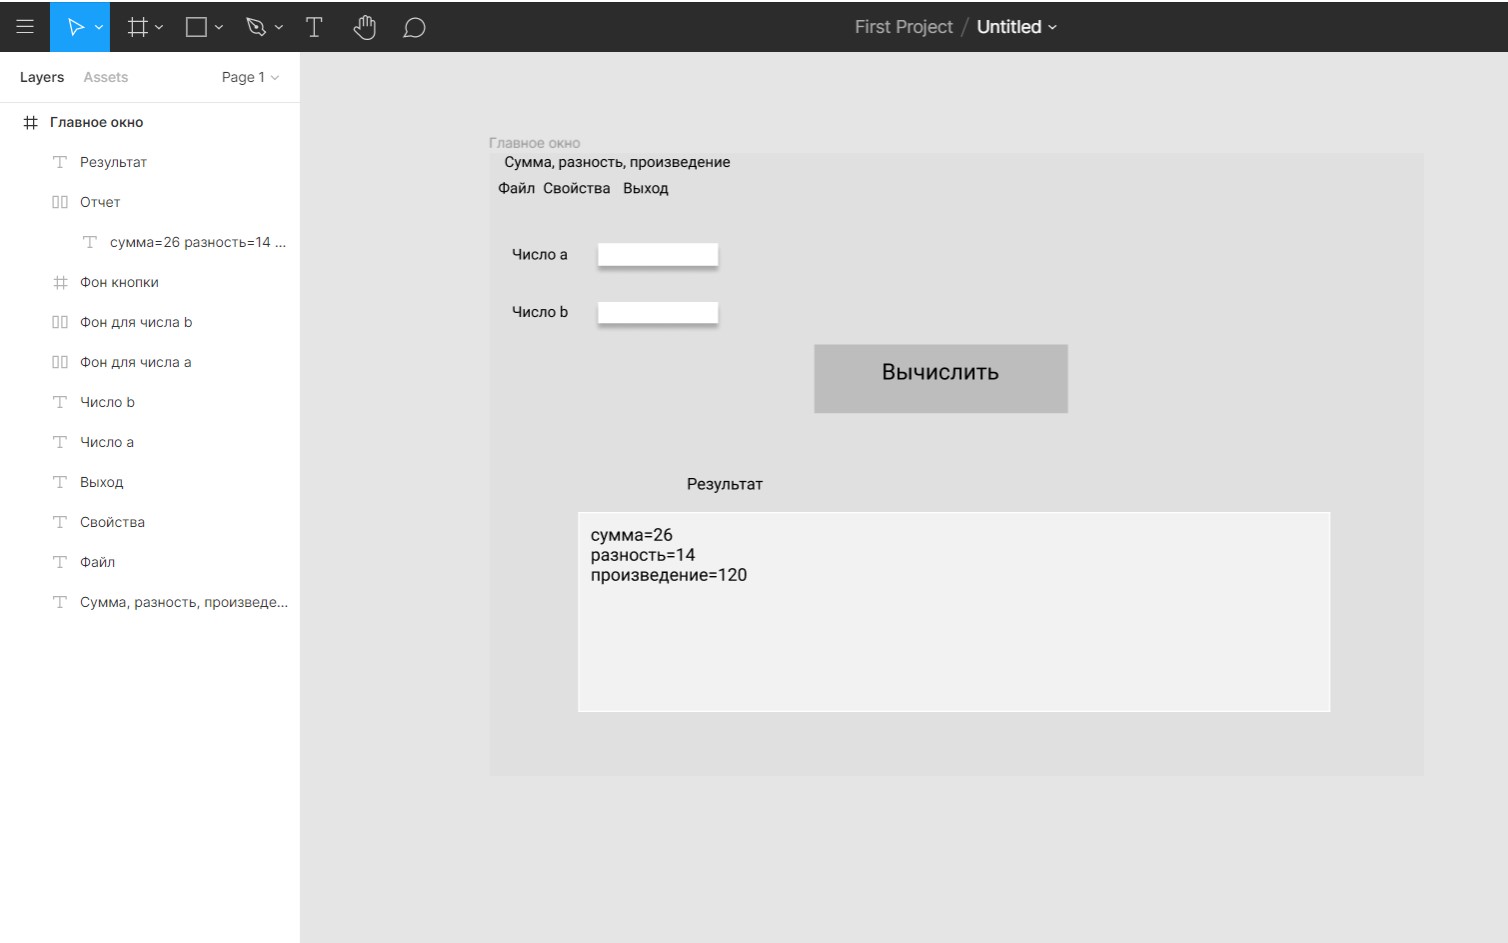 First Project / Untitled
Layers Assets Page 1
Главное окно
Результат
Отчет
сумма=26 разность=14 ...
Фон кнопки
Фон для числа b
Фон для числа а
Число b
Число а
Выход
Свойства
Файл
Сумма, разность, произведе...
Главное окно
Сумма, разность, произведение
Файл Свойства Выход
Число а
Число b
Вычислить
Результат
сумма=26
разность=14
произведение=120